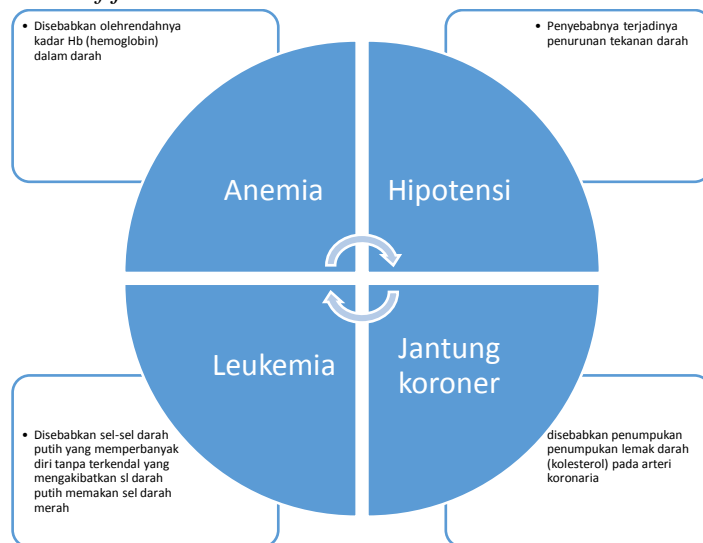 • Disebabkan olehrendahnya
kadar Hb (hemoglobin)
dalam darah
• Penyebabnya terjadinya
penurunan tekanan darah
Anemia
Hipotensi
Leukemia
Jantung
koroner
• Disebabkan sel-sel darah
putih yang memperbanyak
diri tanpa terkendal yang
mengakibatkan sl darah
putih memakan sel darah
merah
disebabkan penumpukan
penumpukan lemak darah
(kolesterol) pada arteri
koronaria